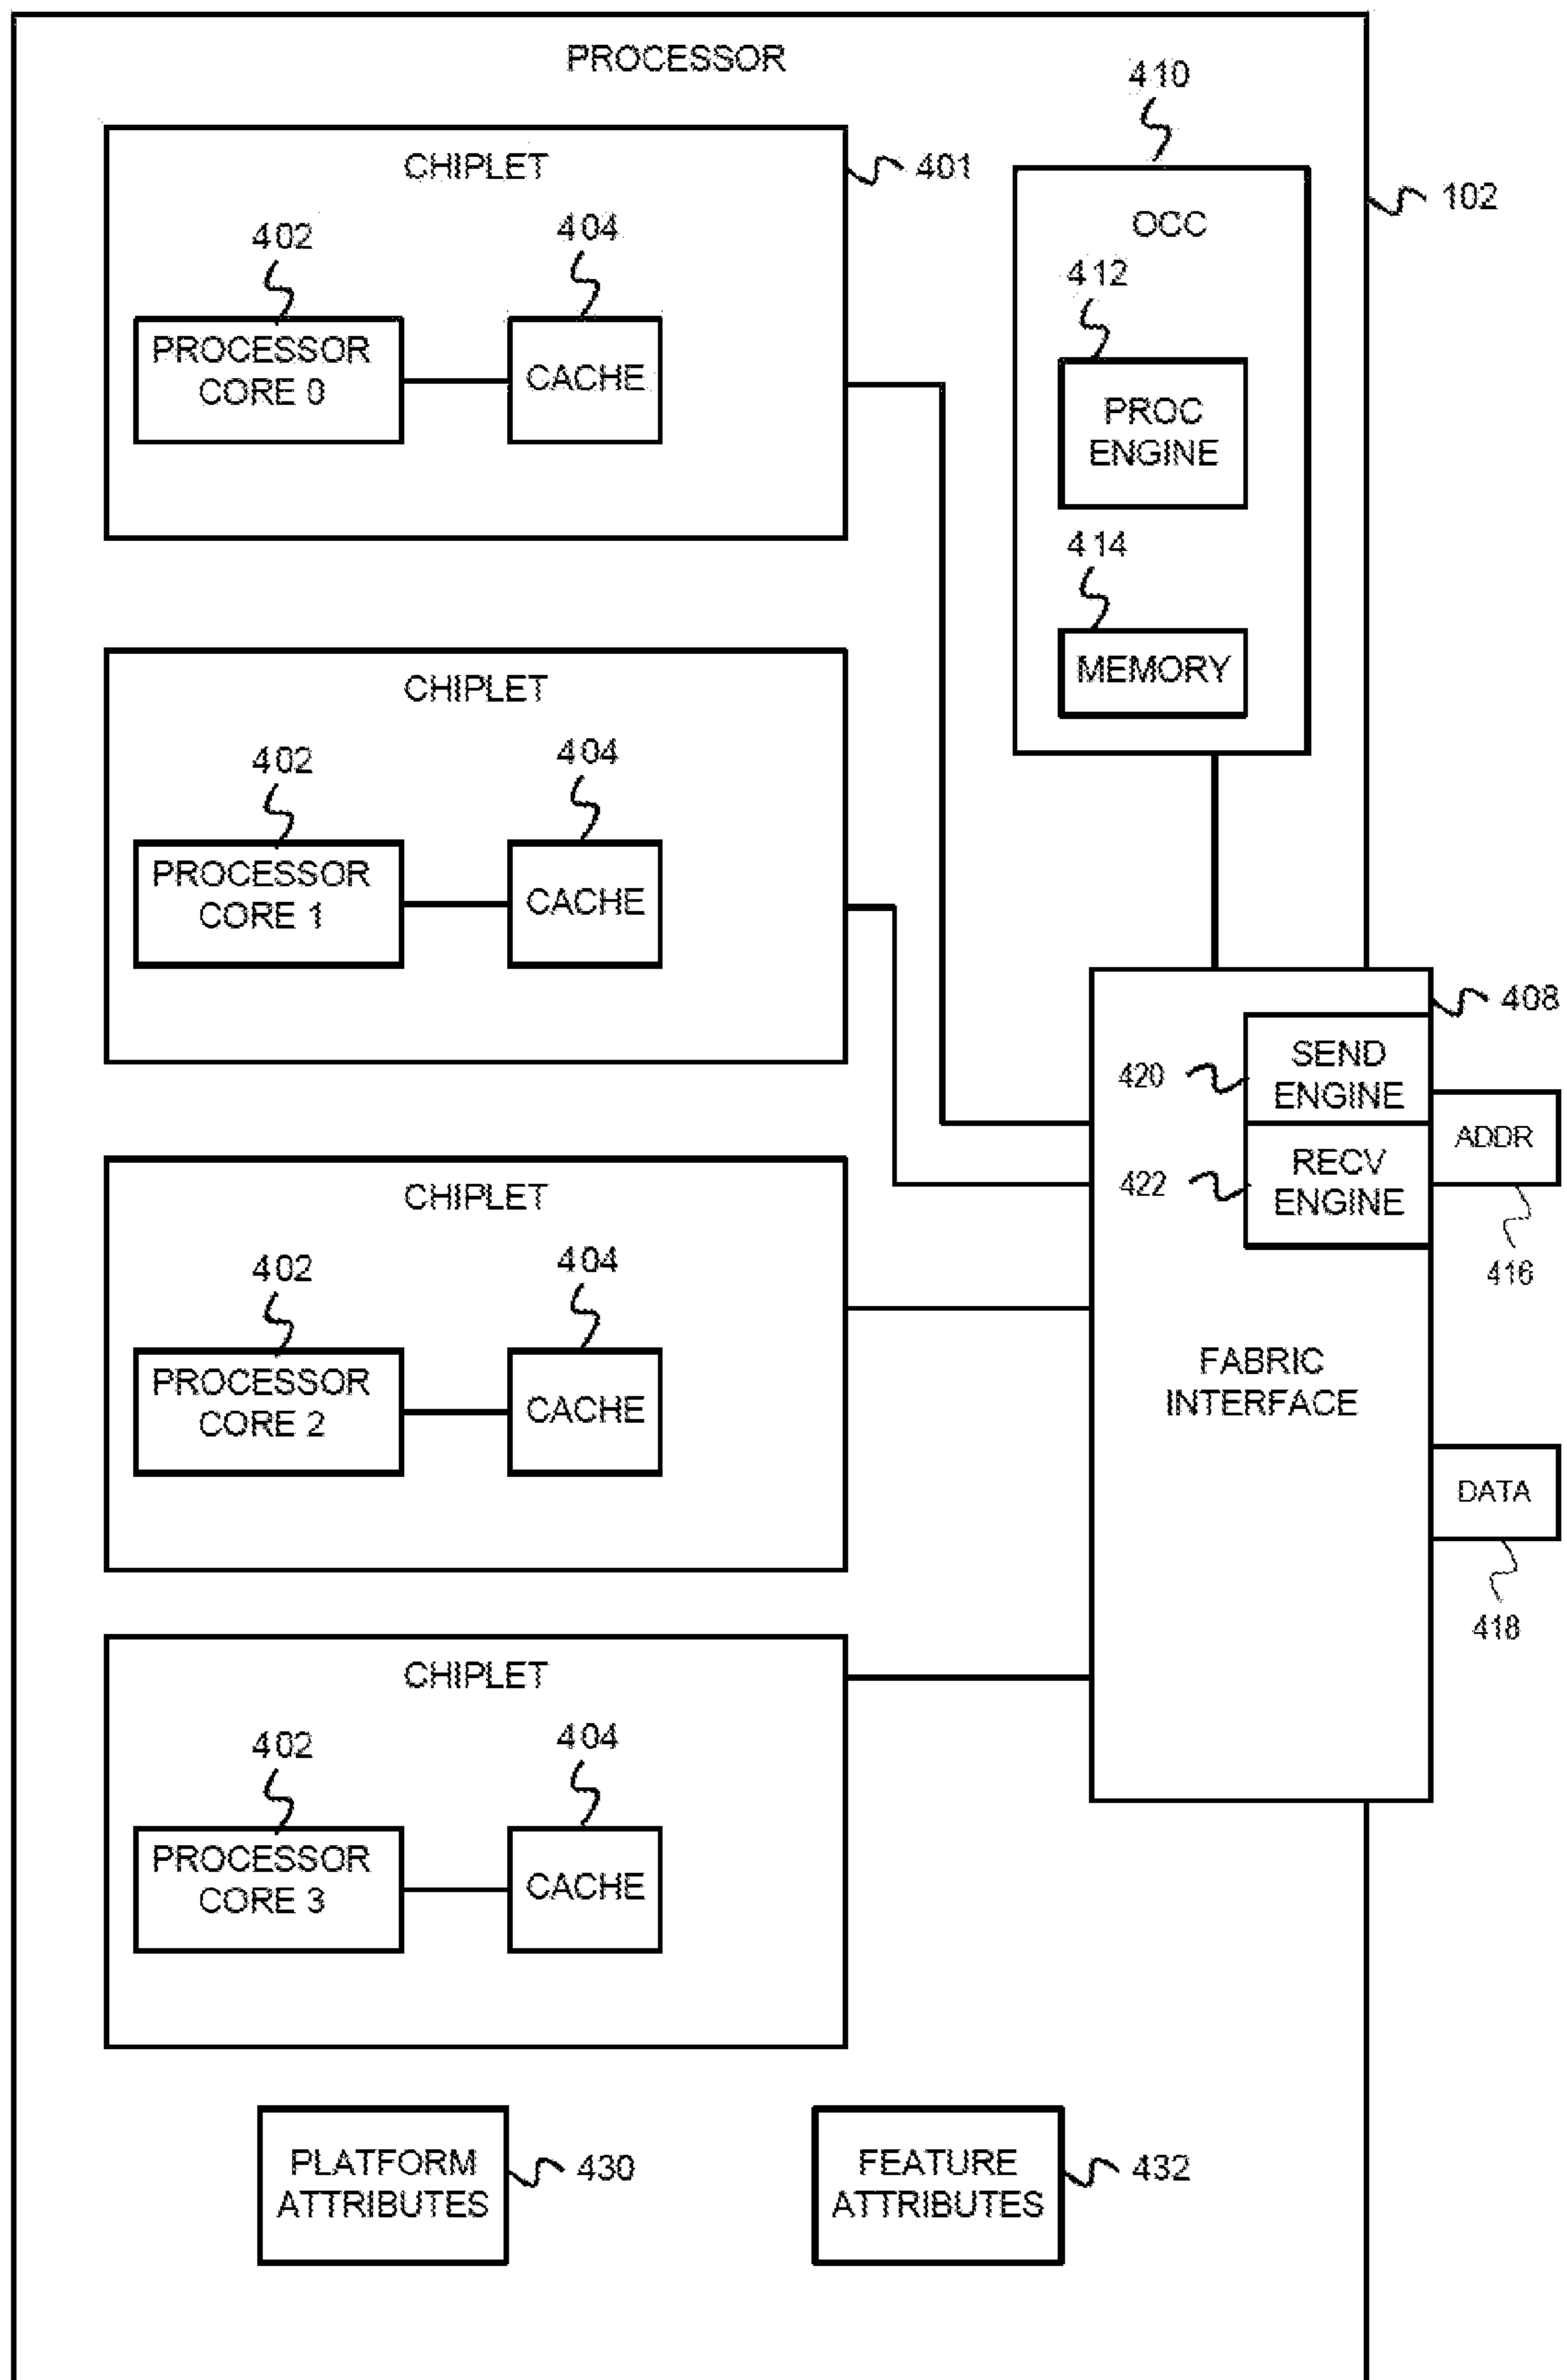 PROCESSOR
410
CHIPLET
401
102
OCC
402
404
412
PROCESSOR
CORE 0
CACHE
PROC
ENGINE
414
MEMORY
CHIPLET
402
404
PROCESSOR
CORE 1
CACHE
408
SEND
ENGINE
420
ADDR
RECV
ENGINE
422
416
CHIPLET
402
404
PROCESSOR
CORE 2
CACHE
FABRIC
INTERFACE
DATA
418
CHIPLET
402
404
PROCESSOR
CORE 3
CACHE
PLATFORM
ATTRIBUTES
430
FEATURE
ATTRIBUTES
432